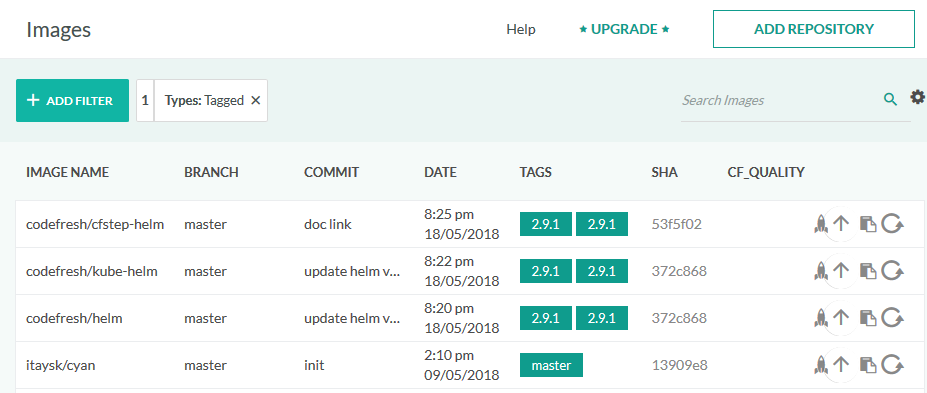 Images Help ★ UPGRADE ★ ADD REPOSITORY
+ ADD FILTER 1 Types: Tagged × Search Images
IMAGE NAME BRANCH COMMIT DATE TAGS SHA CF_QUALITY
codefresh/cfstep-helm master doc link 8:25 pm 18/05/2018 2.9.1 2.9.1 53f5f02
codefresh/kube-helm master update helm v... 8:22 pm 18/05/2018 2.9.1 2.9.1 372c868
codefresh/helm master update helm v... 8:20 pm 18/05/2018 2.9.1 2.9.1 372c868
itaysk/cyan master init 2:10 pm 09/05/2018 master 13909e8